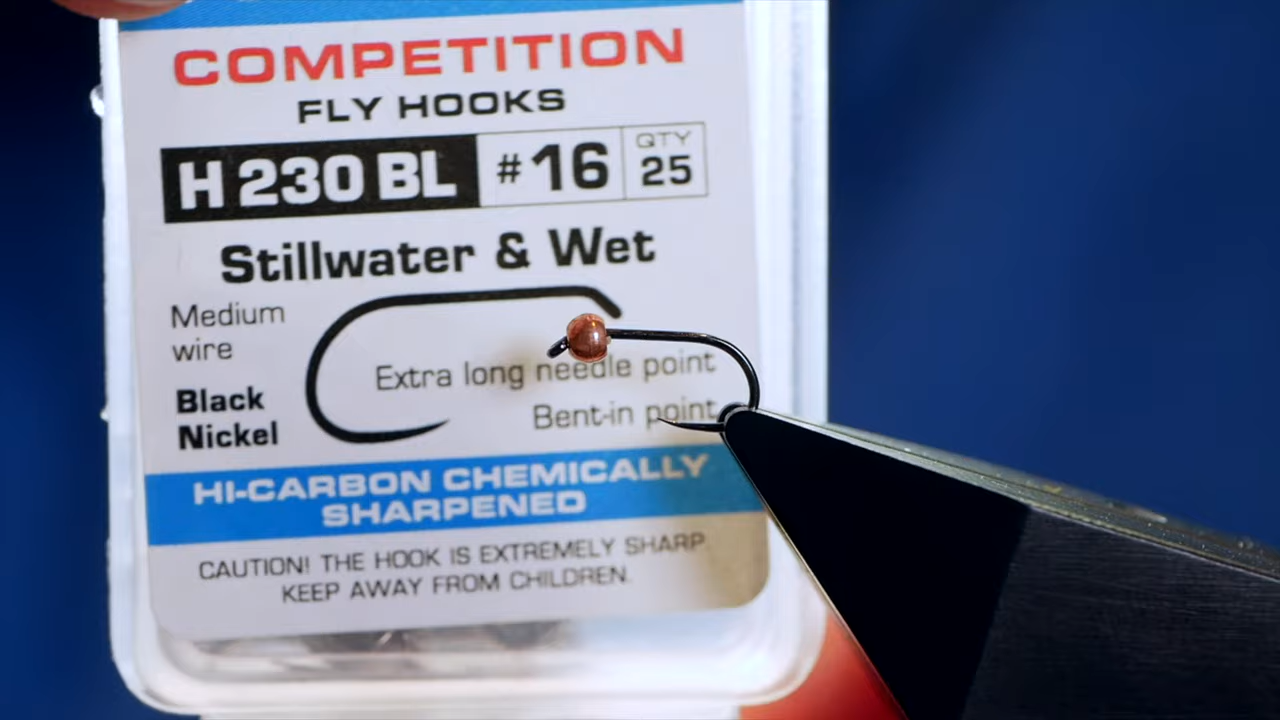 COMPETITION
FLY HOOKS
H 230 BL #16 QTY 25
Stillwater & Wet
Medium
wire
Extra long needle point
Black
Nickel
Bent-in point
HI-CARBON CHEMICALLY
SHARPENED
CAUTION! THE HOOK IS EXTREMELY SHARP
KEEP AWAY FROM CHILDREN.